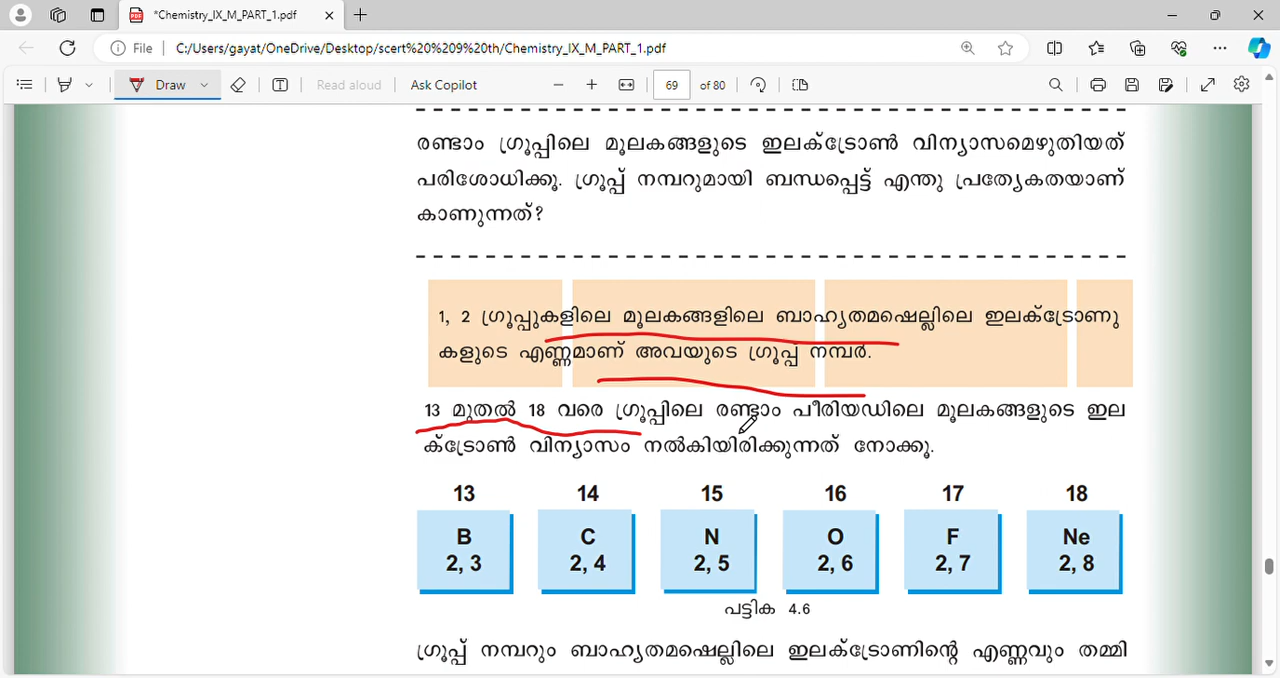 *Chemistry_IX_M_PART_1.pdf
File C:/Users/gayat/OneDrive/Desktop/scert%20%209%20th/Chemistry_IX_M_PART_1.pdf
Draw Read aloud Ask Copilot 69 of 80
രണ്ടാം ഗ്രൂപ്പിലെ മൂലകങ്ങളുടെ ഇലക്ട്രോൺ വിന്യാസമെഴുതിയത്
പരിശോധിക്കൂ. ഗ്രൂപ്പ് നമ്പറുമായി ബന്ധപ്പെട്ട് എന്തു പ്രത്യേകതയാണ്
കാണുന്നത്?
1, 2 ഗ്രൂപ്പുകളിലെ മൂലകങ്ങളിലെ ബാഹ്യതമഷെല്ലിലെ ഇലക്ട്രോണു
കളുടെ എണ്ണമാണ് അവയുടെ ഗ്രൂപ്പ് നമ്പർ.
13 മുതൽ 18 വരെ ഗ്രൂപ്പിലെ രണ്ടാം പീരിയഡിലെ മൂലകങ്ങളുടെ ഇല
ക്ട്രോൺ വിന്യാസം നൽകിയിരിക്കുന്നത് നോക്കൂ.
13 14 15 16 17 18
B C N O F Ne
2, 3 2, 4 2, 5 2, 6 2, 7 2, 8
പട്ടിക 4.6
ഗ്രൂപ്പ് നമ്പറും ബാഹ്യതമഷെല്ലിലെ ഇലക്ട്രോണിന്റെ എണ്ണവും തമ്മി